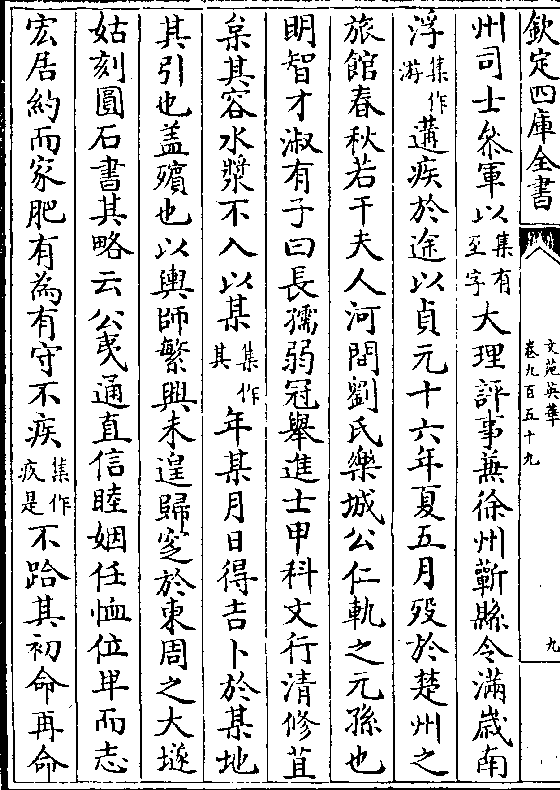 欽定四庫全書
文苑英華
卷九百五十九
九
州司士叅軍以集有至字大理評事兼徐州蘄縣令滿歲南
浮集作游遘疾於途以貞元十六年夏五月歿於楚州之
旅館春秋若干夫人河間劉氏樂城公仁軌之元孫也
明智才淑有子曰長孺弱冠舉進士甲科文行清修苴
枲其容水漿不入以某集作其年某月日得吉卜於某地
其引也蓋殯也以輿師繁興未遑歸窆於東周之大墶
姑刻圓石書其略云公夷通直信睦姻任恤位卑而志
宏居約而家肥有為有守不疾集作疚是不跲其初命再命